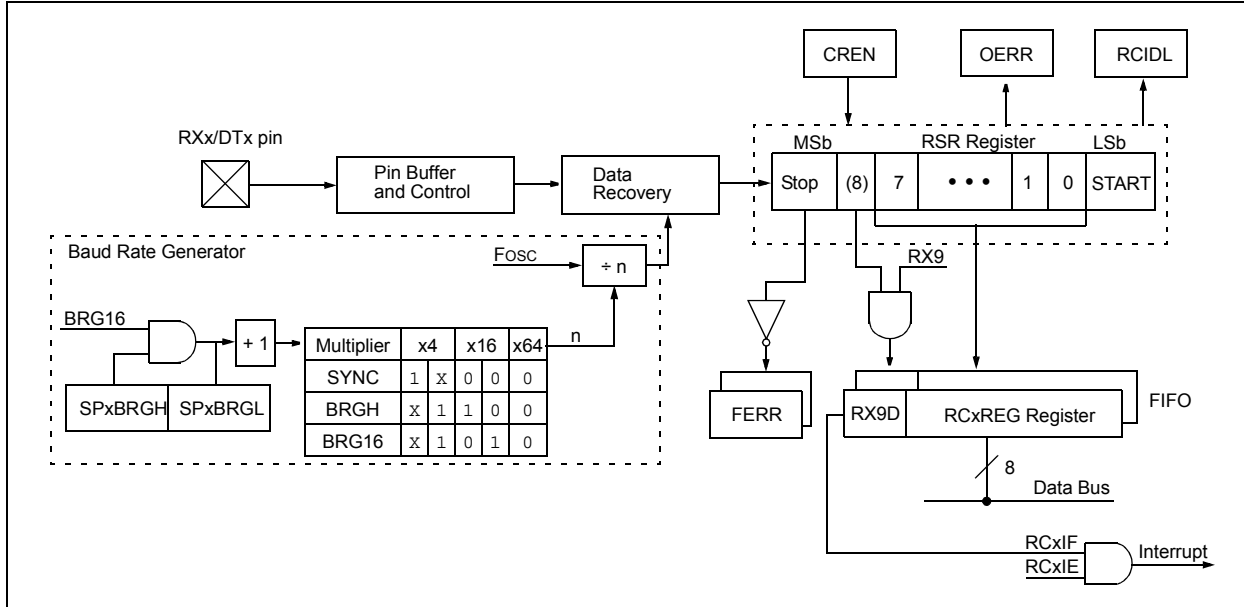 CREN OERR RCIDL
RXx/DTx pin
MSb RSR Register LSb
Pin Buffer
and Control
Data
Recovery
Stop (8) 7 • • • 1 0 START
Baud Rate Generator
FOSC
÷ n
RX9
BRG16
+ 1
n
Multiplier x4 x16 x64
SYNC 1 X 0 0 0
BRGH X 1 1 0 0
BRG16 X 1 0 1 0
SPxBRGH SPxBRGL
FERR
RX9D RCxREG Register
FIFO
8
Data Bus
RCxIF
RCxIE
Interrupt